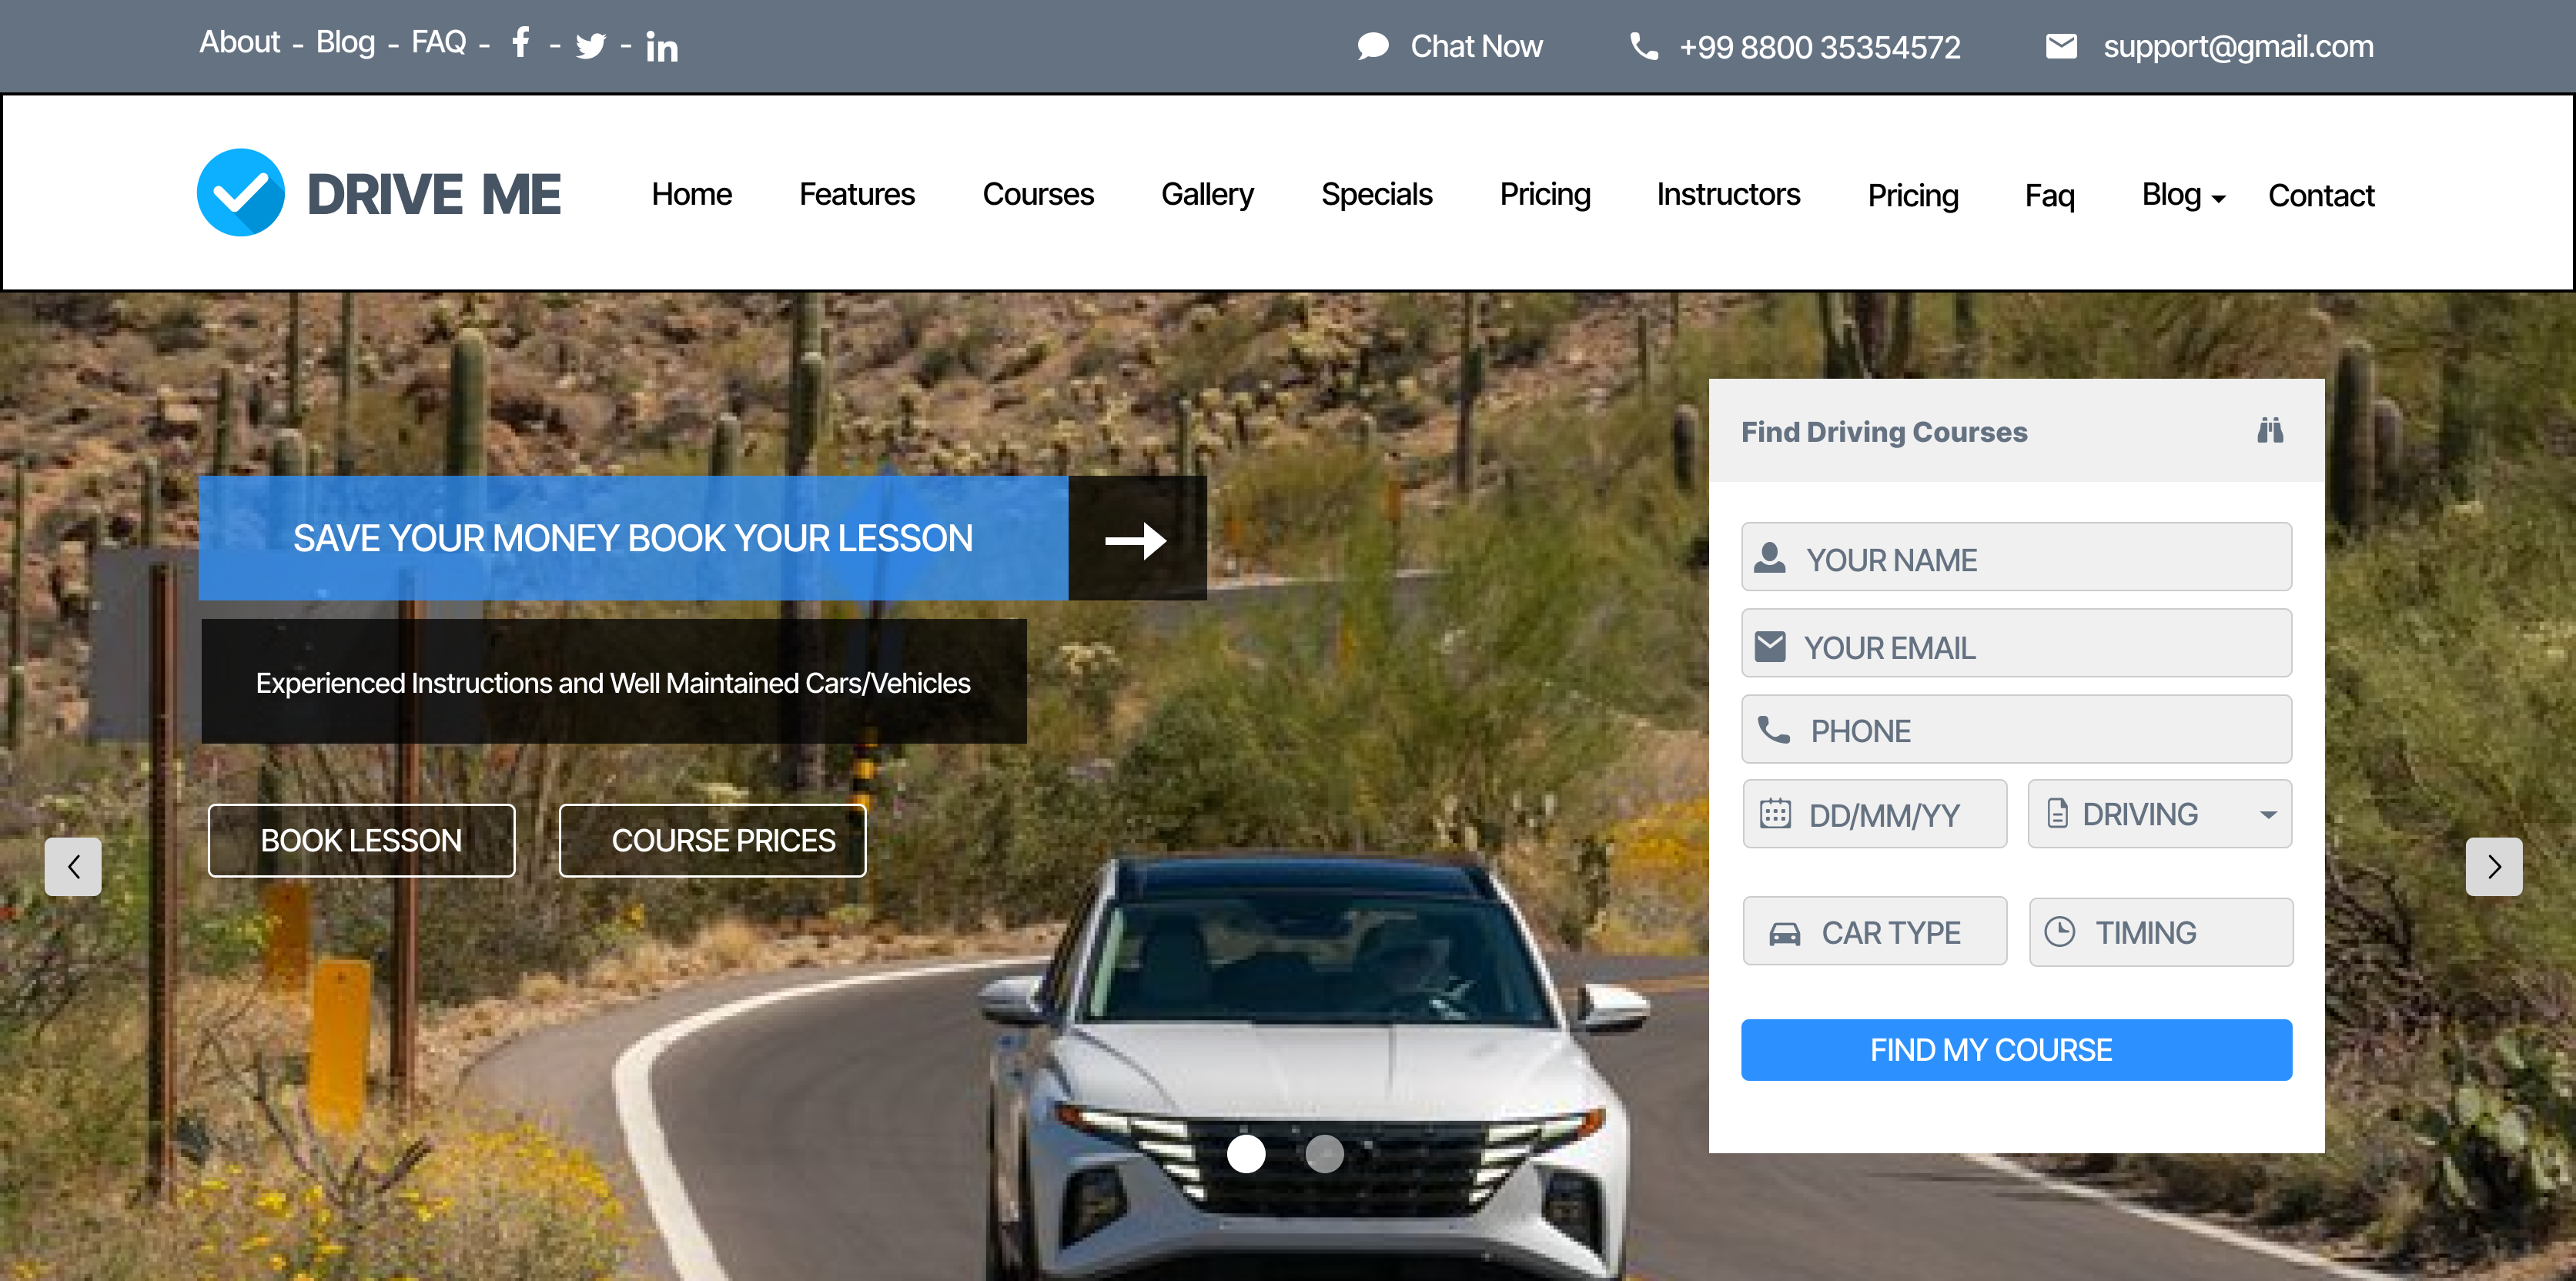 About - Blog - FAQ - f - - in
Chat Now
+99 8800 35354572
support@gmail.com
DRIVE ME
Home Features Courses Gallery Specials Pricing Instructors Pricing Faq Blog Contact
Find Driving Courses
SAVE YOUR MONEY BOOK YOUR LESSON
YOUR NAME
YOUR EMAIL
Experienced Instructions and Well Maintained Cars/Vehicles
PHONE
DD/MM/YY
DRIVING
BOOK LESSON
COURSE PRICES
CAR TYPE
TIMING
FIND MY COURSE